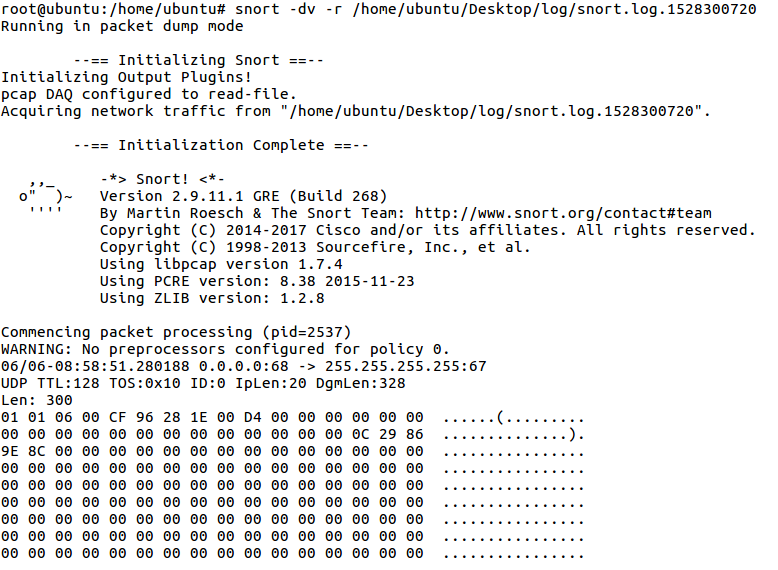 root@ubuntu:/home/ubuntu# snort -dv -r /home/ubuntu/Desktop/log/snort.log.1528300720
Running in packet dump mode

        --== Initializing Snort ==--
Initializing Output Plugins!
pcap DAQ configured to read-file.
Acquiring network traffic from "/home/ubuntu/Desktop/log/snort.log.1528300720".

        --== Initialization Complete ==--

   ,,_     -*> Snort! <*-
  o"  )~   Version 2.9.11.1 GRE (Build 268)
   ''''    By Martin Roesch & The Snort Team: http://www.snort.org/contact#team
           Copyright (C) 2014-2017 Cisco and/or its affiliates. All rights reserved.
           Copyright (C) 1998-2013 Sourcefire, Inc., et al.
           Using libpcap version 1.7.4
           Using PCRE version: 8.38 2015-11-23
           Using ZLIB version: 1.2.8

Commencing packet processing (pid=2537)
WARNING: No preprocessors configured for policy 0.
06/06-08:58:51.280188 0.0.0.0:68 -> 255.255.255.255:67
UDP TTL:128 TOS:0x10 ID:0 IpLen:20 DgmLen:328
Len: 300
01 01 06 00 CF 96 28 1E 00 D4 00 00 00 00 00 00  ......(.........
00 00 00 00 00 00 00 00 00 00 00 00 00 0C 29 86  ..............).
9E 8C 00 00 00 00 00 00 00 00 00 00 00 00 00 00  ................
00 00 00 00 00 00 00 00 00 00 00 00 00 00 00 00  ................
00 00 00 00 00 00 00 00 00 00 00 00 00 00 00 00  ................
00 00 00 00 00 00 00 00 00 00 00 00 00 00 00 00  ................
00 00 00 00 00 00 00 00 00 00 00 00 00 00 00 00  ................
00 00 00 00 00 00 00 00 00 00 00 00 00 00 00 00  ................
00 00 00 00 00 00 00 00 00 00 00 00 00 00 00 00  ................